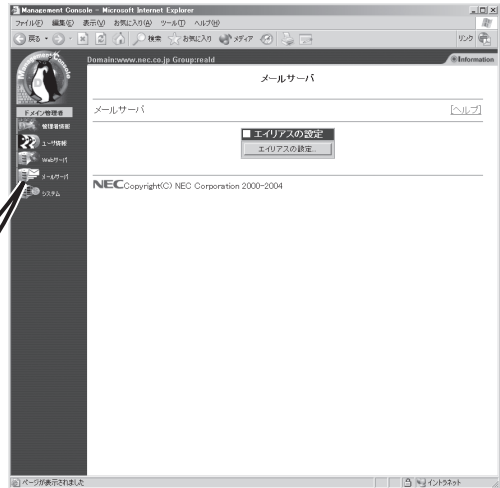 Management Console - Microsoft Internet Explorer
ファイル(F) 編集(E) 表示(V) お気に入り(A) ツール(T) ヘルプ(H)
戻る 検索 お気に入り メディア リンク
Management Console
Domain:www.nec.co.jp Group:reald Information
メールサーバ
ドメイン管理者
管理者情報
ユーザ情報
Webサーバ
メールサーバ
システム
メールサーバ [ヘルプ]
■ エイリアスの設定
エイリアスの設定...
NEC Copyright(C) NEC Corporation 2000-2004
ページが表示されました イントラネット